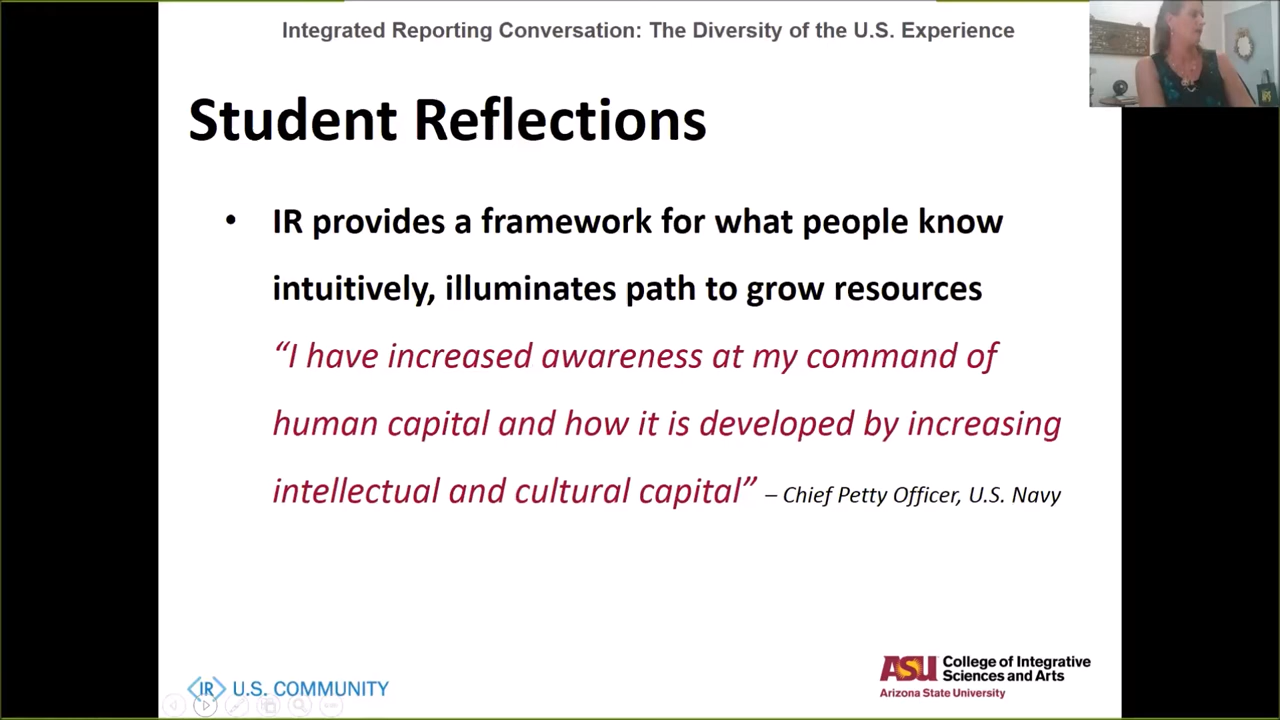 Integrated Reporting Conversation: The Diversity of the U.S. Experience
Student Reflections
• IR provides a framework for what people know
intuitively, illuminates path to grow resources
“I have increased awareness at my command of
human capital and how it is developed by increasing
intellectual and cultural capital” – Chief Petty Officer, U.S. Navy
IR U.S. COMMUNITY
ASU College of Integrative
Sciences and Arts
Arizona State University